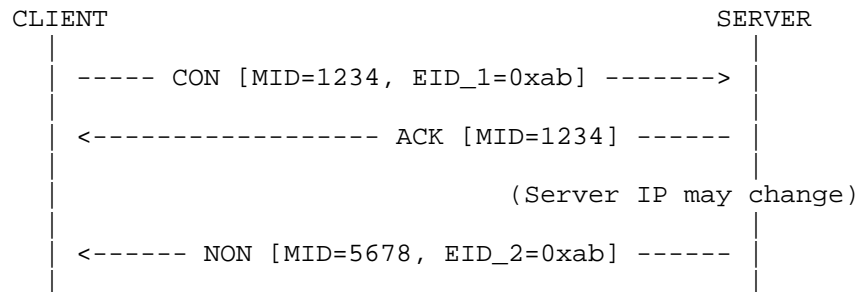 CLIENT SERVER
----- CON [MID=1234, EID_1=0xab] ------->
<------------------ ACK [MID=1234] ------
(Server IP may change)
<------ NON [MID=5678, EID_2=0xab] ------